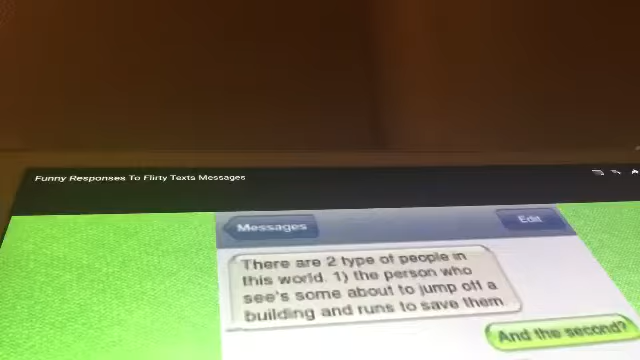 Funny Responses To Flirty Texts Messages
Messages
Edit
There are 2 type of people in
this world. 1) the person who
see's some about to jump off a
building and runs to save them.
And the second?